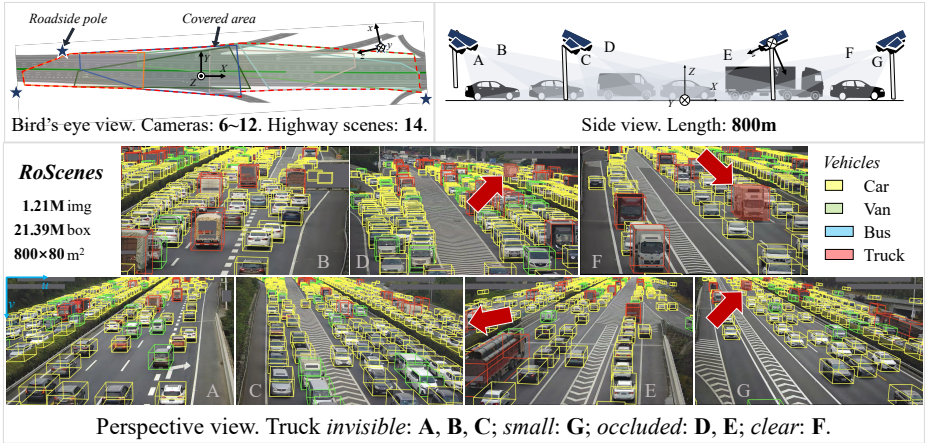 Roadside pole
Covered area
x
y
z
Y
X
Z
Bird's eye view. Cameras: 6~12. Highway scenes: 14.
B
D
E
F
A
C
G
z
y
Z
X
Y
Side view. Length: 800m
RoScenes
1.21M img
21.39M box
800×80 m²
B
D
F
Vehicles
Car
Van
Bus
Truck
u
v
A
C
E
G
Perspective view. Truck invisible: A, B, C; small: G; occluded: D, E; clear: F.